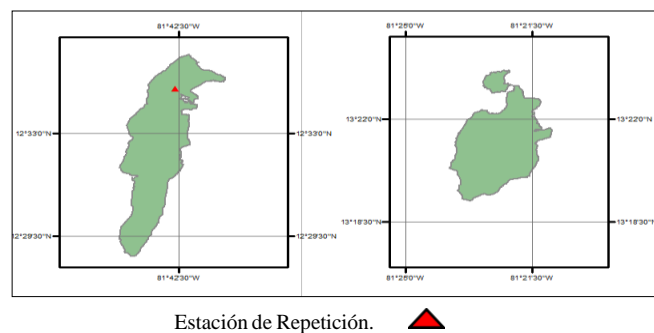 81°42'30"W
81°25'0"W 81°21'30"W
12°33'0"N 12°33'0"N
13°22'0"N 13°22'0"N
12°29'30"N 12°29'30"N
13°18'30"N 13°18'30"N
81°42'30"W
81°25'0"W 81°21'30"W
Estación de Repetición.